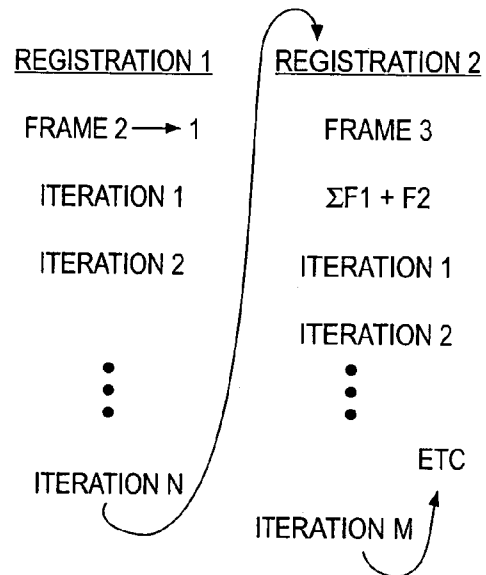 REGISTRATION 1
FRAME 2 → 1
ITERATION 1
ITERATION 2
ITERATION N
REGISTRATION 2
FRAME 3
ΣF1 + F2
ITERATION 1
ITERATION 2
ITERATION M
ETC